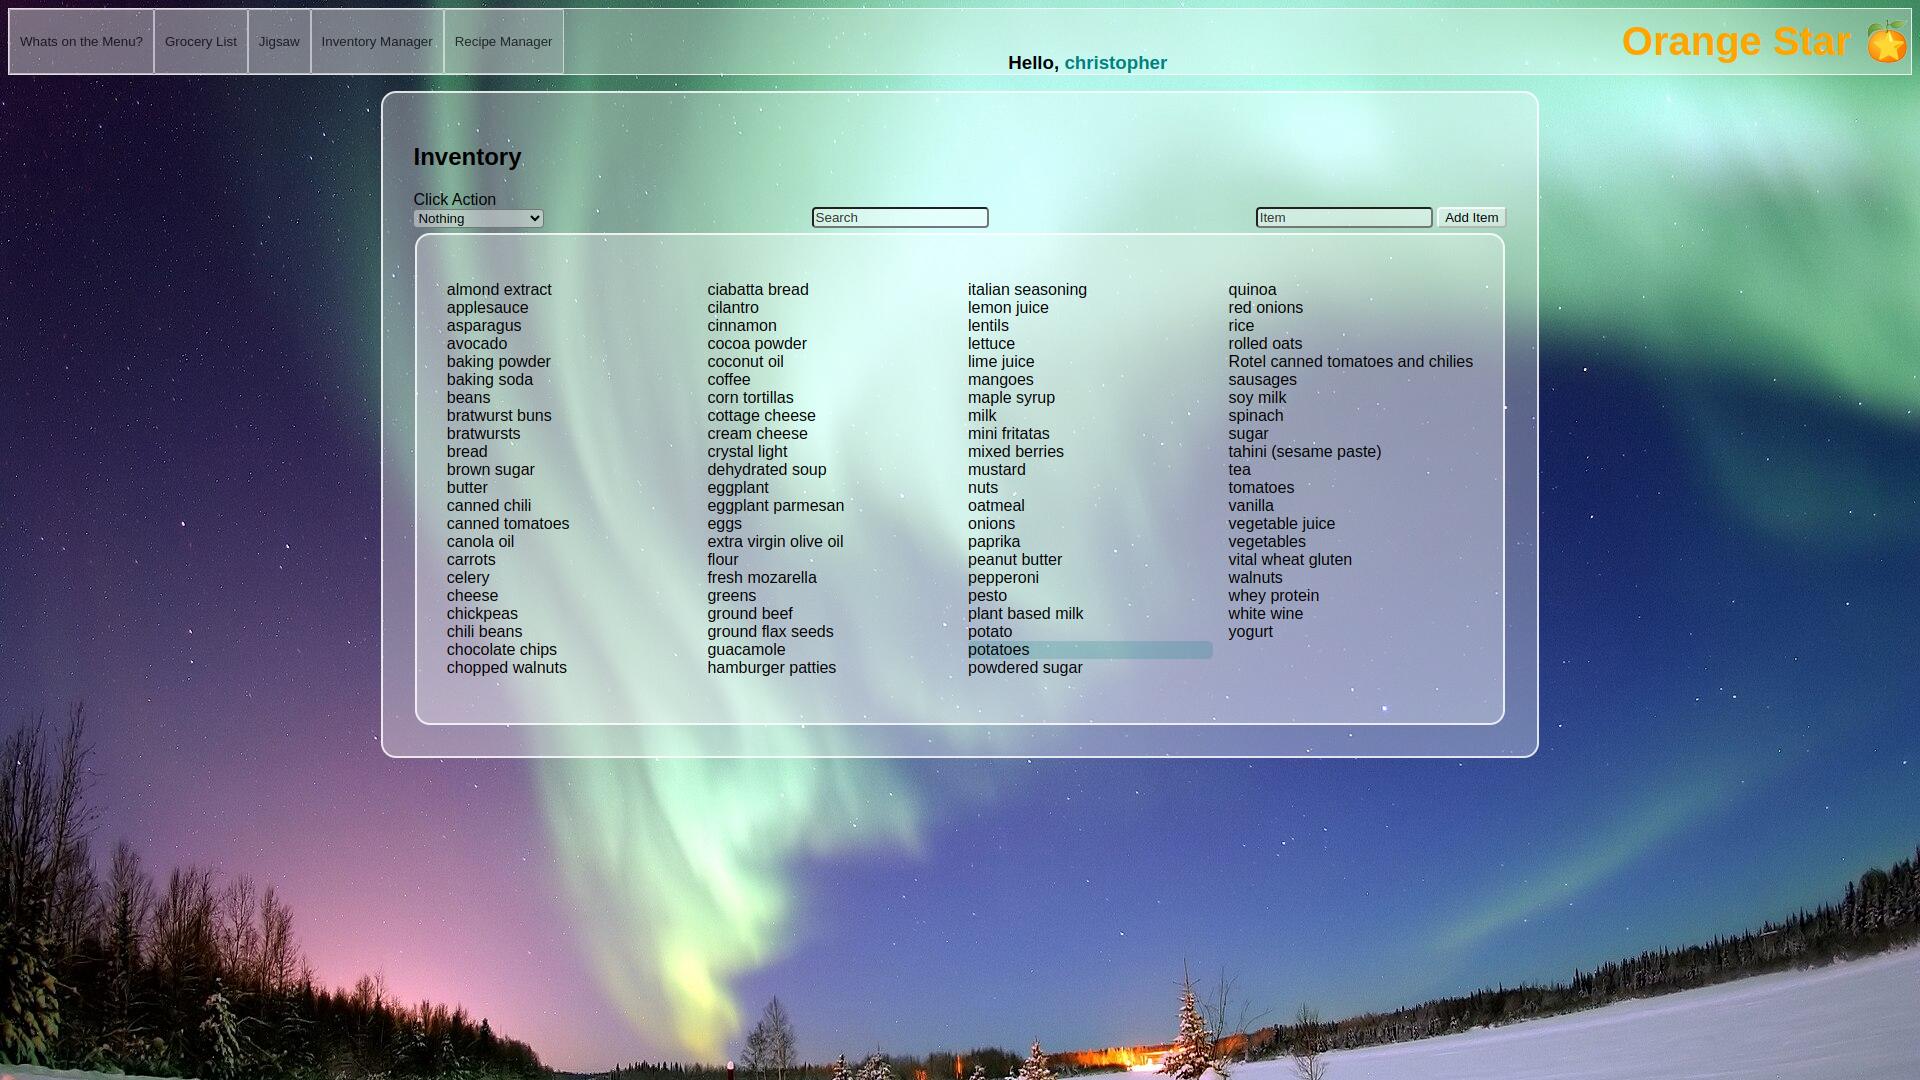 Whats on the Menu?
Grocery List
Jigsaw
Inventory Manager
Recipe Manager
Hello, christopher
Orange Star
Inventory
Click Action
Nothing
Search
Item
Add Item
almond extract
applesauce
asparagus
avocado
baking powder
baking soda
beans
bratwurst buns
bratwursts
bread
brown sugar
butter
canned chili
canned tomatoes
canola oil
carrots
celery
cheese
chickpeas
chili beans
chocolate chips
chopped walnuts
ciabatta bread
cilantro
cinnamon
cocoa powder
coconut oil
coffee
corn tortillas
cottage cheese
cream cheese
crystal light
dehydrated soup
eggplant
eggplant parmesan
eggs
extra virgin olive oil
flour
fresh mozarella
greens
ground beef
ground flax seeds
guacamole
hamburger patties
italian seasoning
lemon juice
lentils
lettuce
lime juice
mangoes
maple syrup
milk
mini fritatas
mixed berries
mustard
nuts
oatmeal
onions
paprika
peanut butter
pepperoni
pesto
plant based milk
potato
potatoes
powdered sugar
quinoa
red onions
rice
rolled oats
Rotel canned tomatoes and chilies
sausages
soy milk
spinach
sugar
tahini (sesame paste)
tea
tomatoes
vanilla
vegetable juice
vegetables
vital wheat gluten
walnuts
whey protein
white wine
yogurt